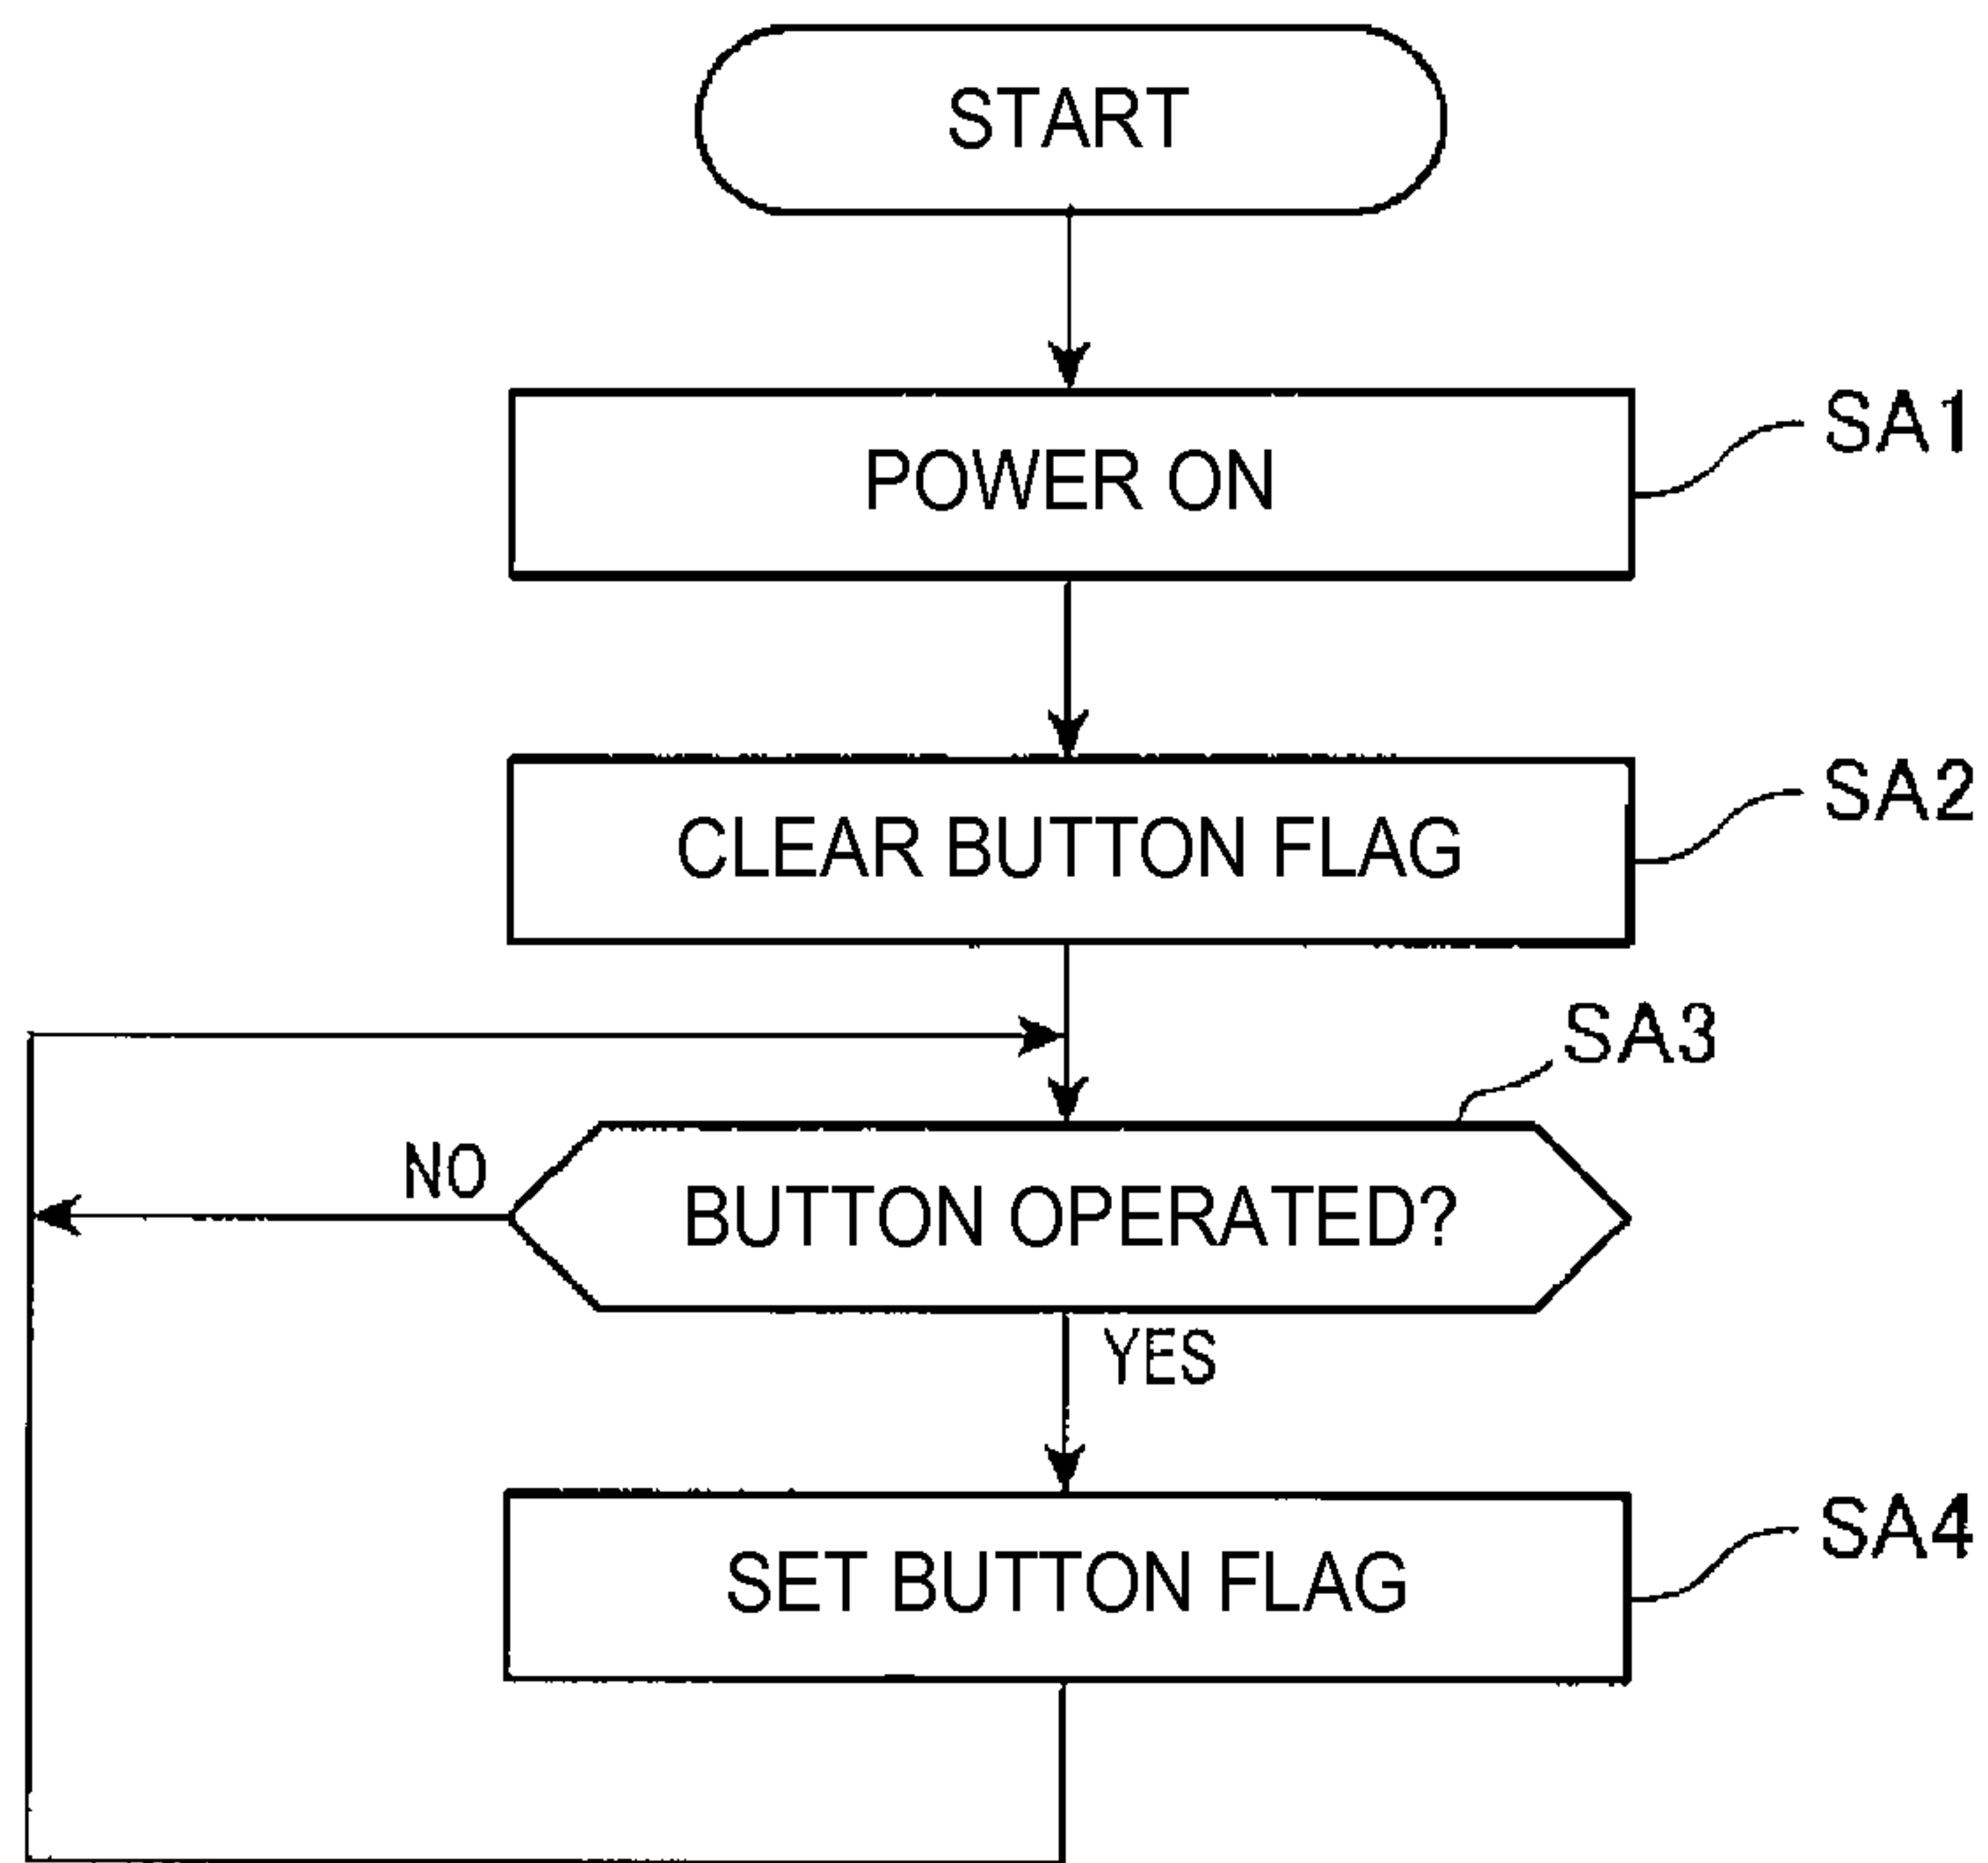 START
POWER ON
SA1
CLEAR BUTTON FLAG
SA2
SA3
NO
BUTTON OPERATED?
YES
SET BUTTON FLAG
SA4